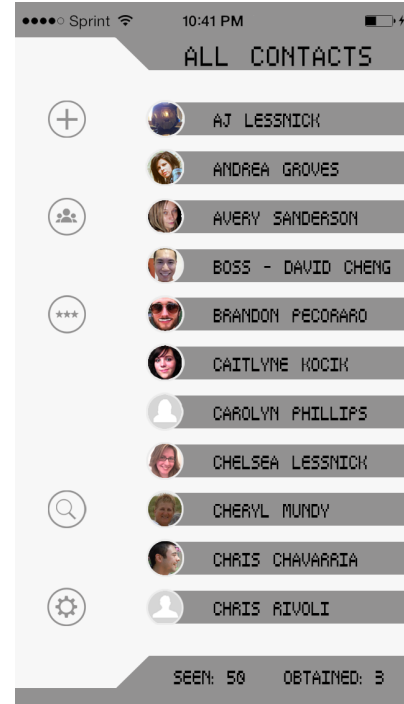 Sprint 10:41 PM
ALL CONTACTS
AJ LESSNICK
ANDREA GROVES
AVERY SANDERSON
BOSS - DAVID CHENG
BRANDON PECORARO
CAITLYNE KOCIK
CAROLYN PHILLIPS
CHELSEA LESSNICK
CHERYL MUNDY
CHRIS CHAVARRIA
CHRIS RIVOLI
SEEN: 50 OBTAINED: 3